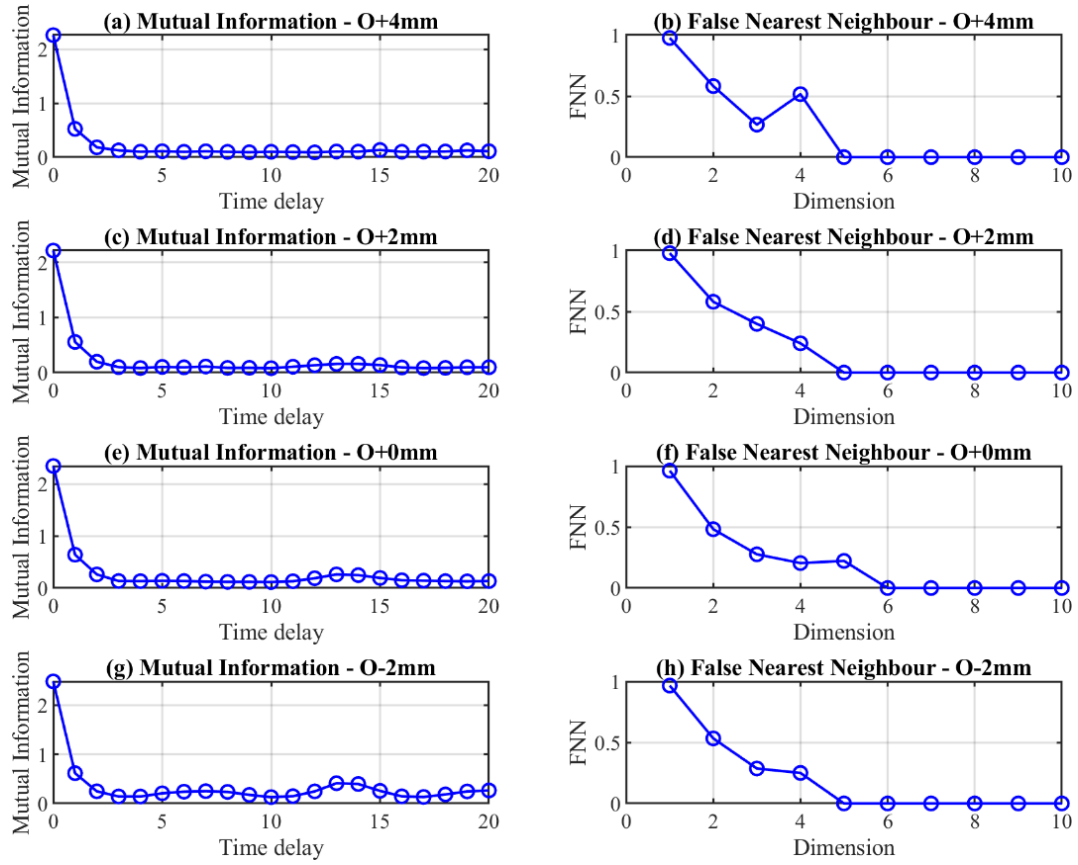 (a) Mutual Information - O+4mm
Mutual Information
2
1
0
0 5 10 15 20
Time delay
(b) False Nearest Neighbour - O+4mm
FNN
1
0.5
0
0 2 4 6 8 10
Dimension
(c) Mutual Information - O+2mm
Mutual Information
2
1
0
0 5 10 15 20
Time delay
(d) False Nearest Neighbour - O+2mm
FNN
1
0.5
0
0 2 4 6 8 10
Dimension
(e) Mutual Information - O+0mm
Mutual Information
2
1
0
0 5 10 15 20
Time delay
(f) False Nearest Neighbour - O+0mm
FNN
1
0.5
0
0 2 4 6 8 10
Dimension
(g) Mutual Information - O-2mm
Mutual Information
2
1
0
0 5 10 15 20
Time delay
(h) False Nearest Neighbour - O-2mm
FNN
1
0.5
0
0 2 4 6 8 10
Dimension